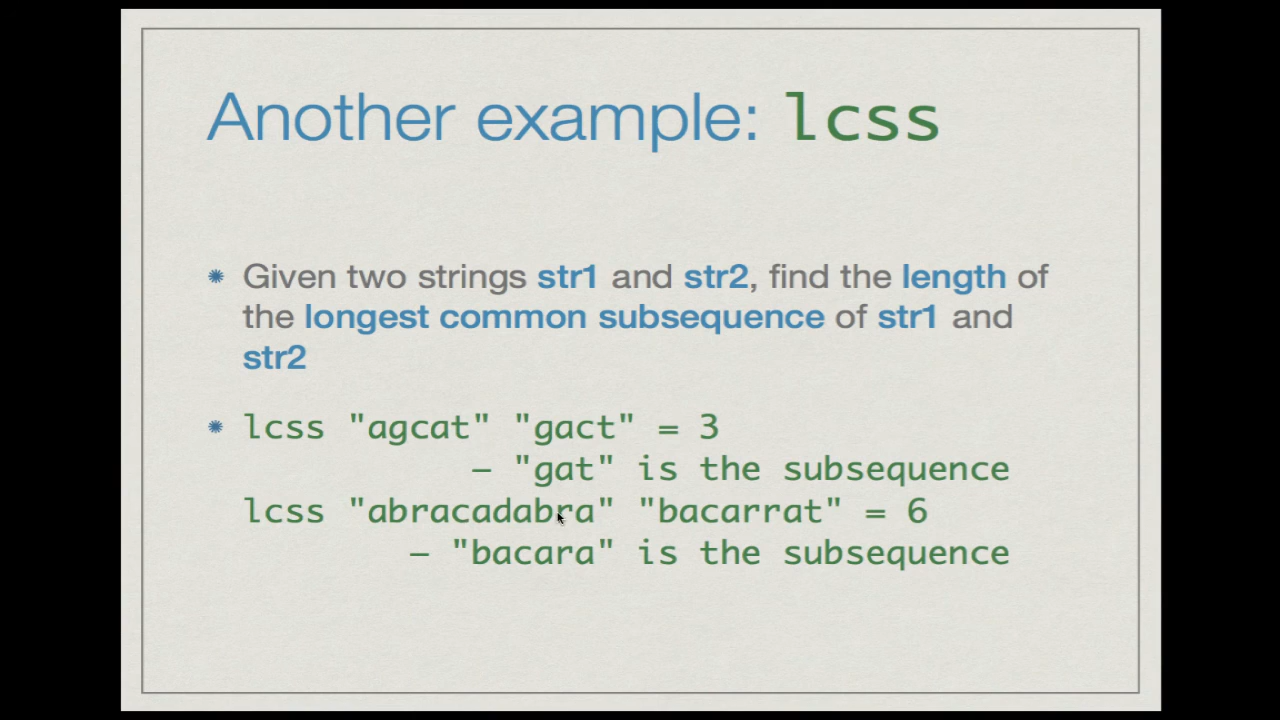 Another example: lcss
Given two strings str1 and str2, find the length of
the longest common subsequence of str1 and
str2
lcss "agcat" "gact" = 3
– "gat" is the subsequence
lcss "abracadabra" "bacarrat" = 6
– "bacara" is the subsequence